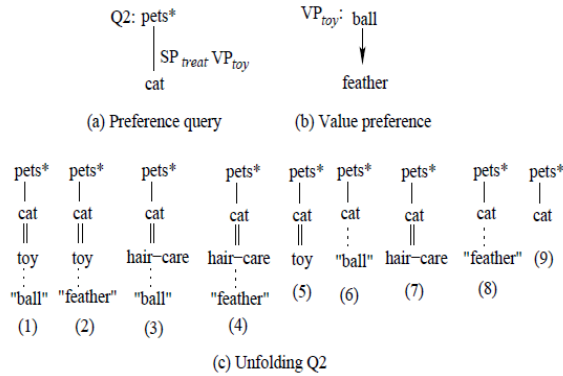 Q2: pets*
SP treat VP toy
cat
(a) Preference query
VP toy: ball
feather
(b) Value preference
pets* pets* pets* pets* pets* pets* pets* pets* pets*
cat cat cat cat cat cat cat cat cat
toy toy hair-care hair-care toy "ball" hair-care "feather" (9)
"ball" "feather" "ball" "feather" (5) (6) (7) (8)
(1) (2) (3) (4)
(c) Unfolding Q2